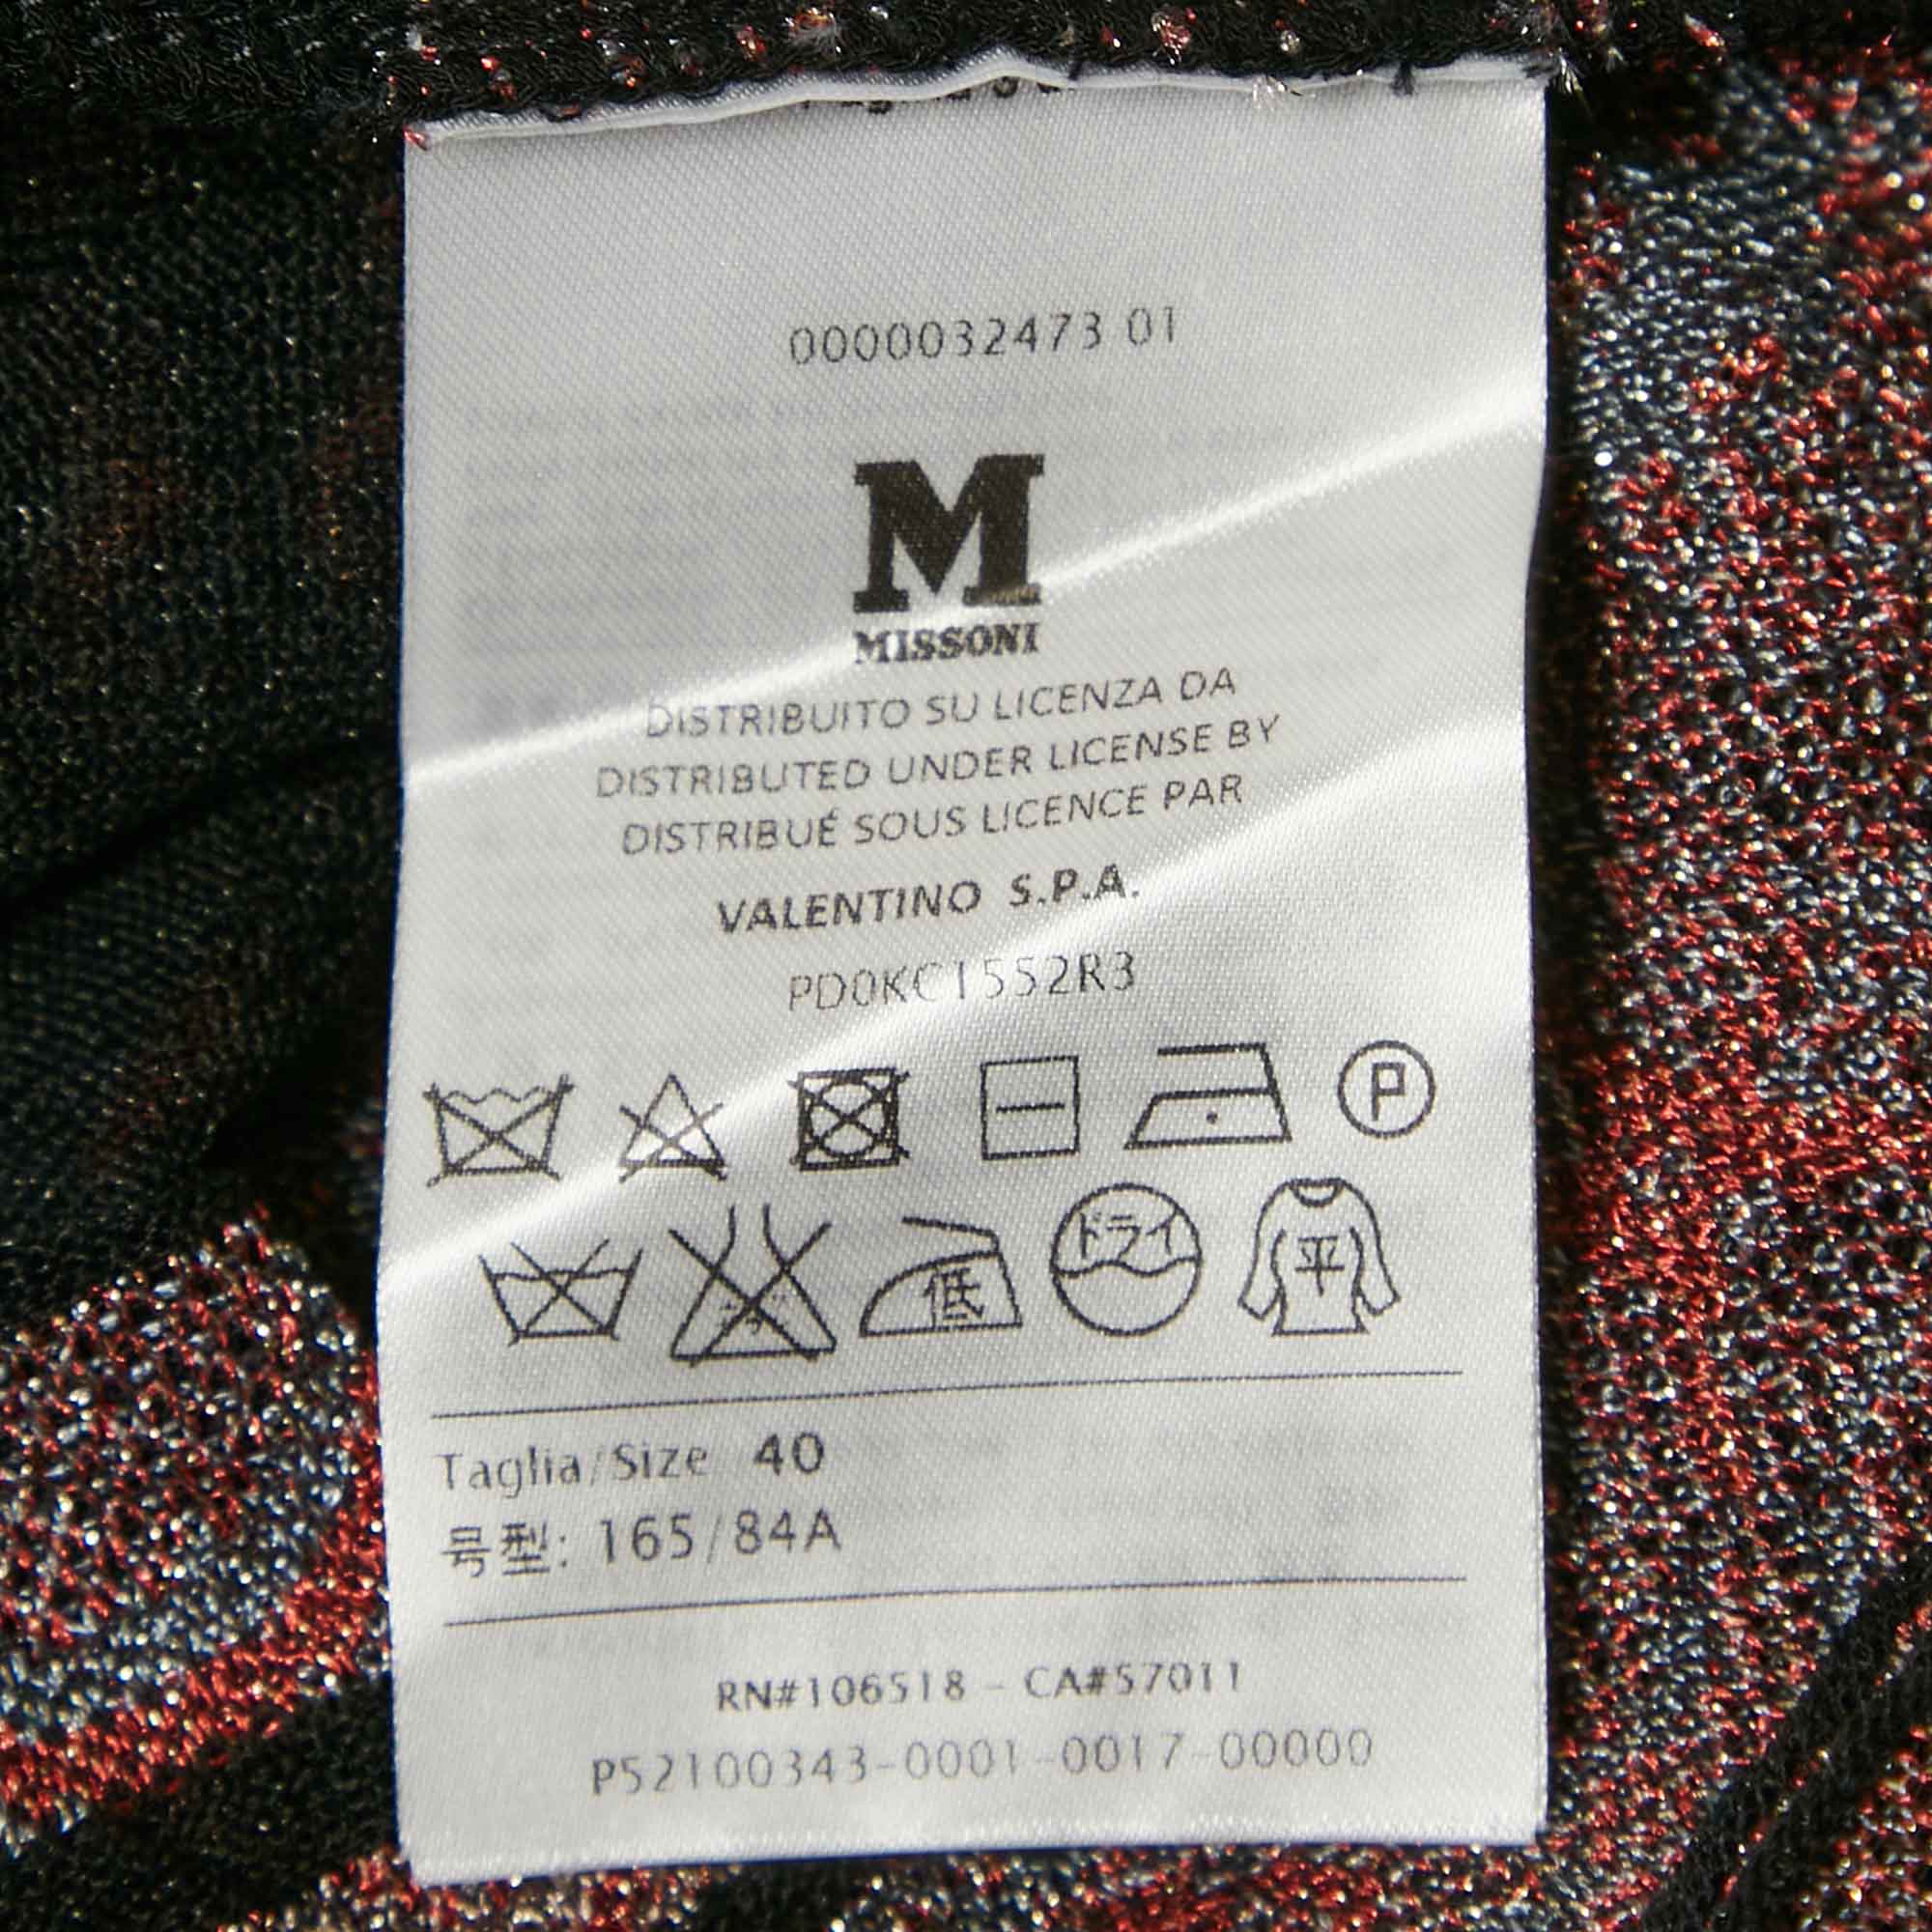 0000032473 01
M
MISSONI
DISTRIBUITO SU LICENZA DA
DISTRIBUTED UNDER LICENSE BY
DISTRIBUÉ SOUS LICENCE PAR
VALENTINO S.P.A.
PD0KC1552R3
P
低 ドライ 平
Taglia/Size 40
号型: 165/84A
RN#106518 - CA#57011
P52100343-0001-0017-00000